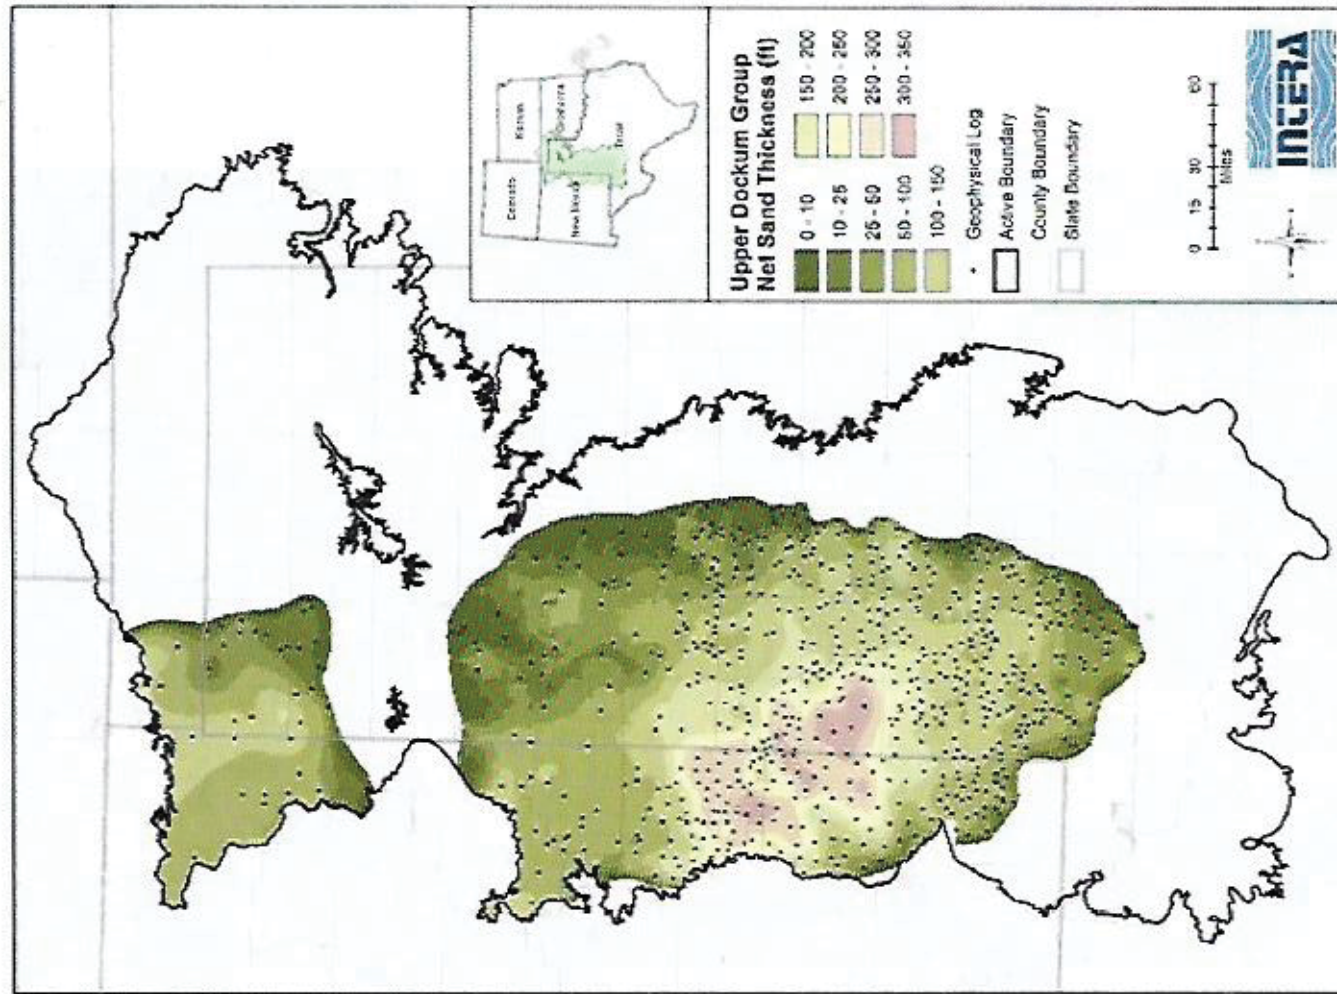 Colorado
Kansas
New Mexico
Oklahoma
Texas
Upper Dockum Group
Net Sand Thickness (ft)
0 - 10
10 - 25
25 - 50
50 - 100
100 - 150
150 - 200
200 - 250
250 - 300
300 - 350
Geophysical Log
Active Boundary
County Boundary
State Boundary
0 15 30 60
Miles
INTERA